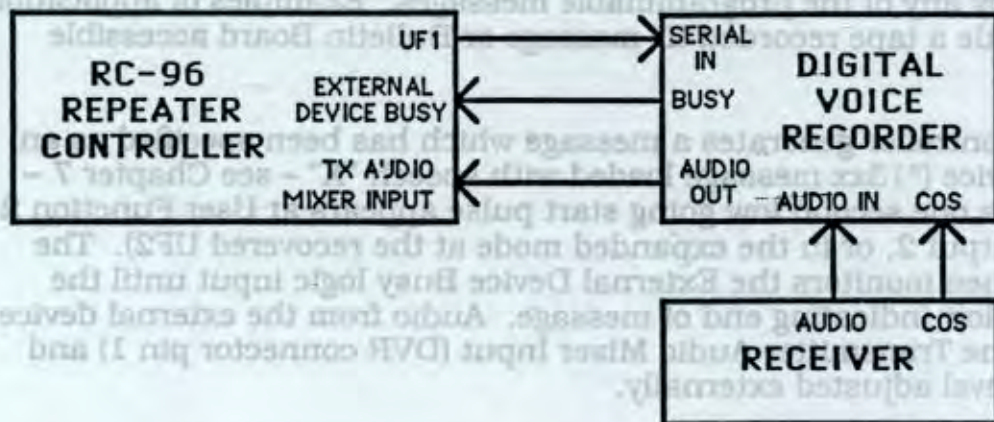 RC-96
REPEATER
CONTROLLER
UF1
EXTERNAL
DEVICE BUSY
TX AUDIO
MIXER INPUT
SERIAL
IN
BUSY
AUDIO
OUT
DIGITAL
VOICE
RECORDER
AUDIO IN COS
AUDIO COS
RECEIVER